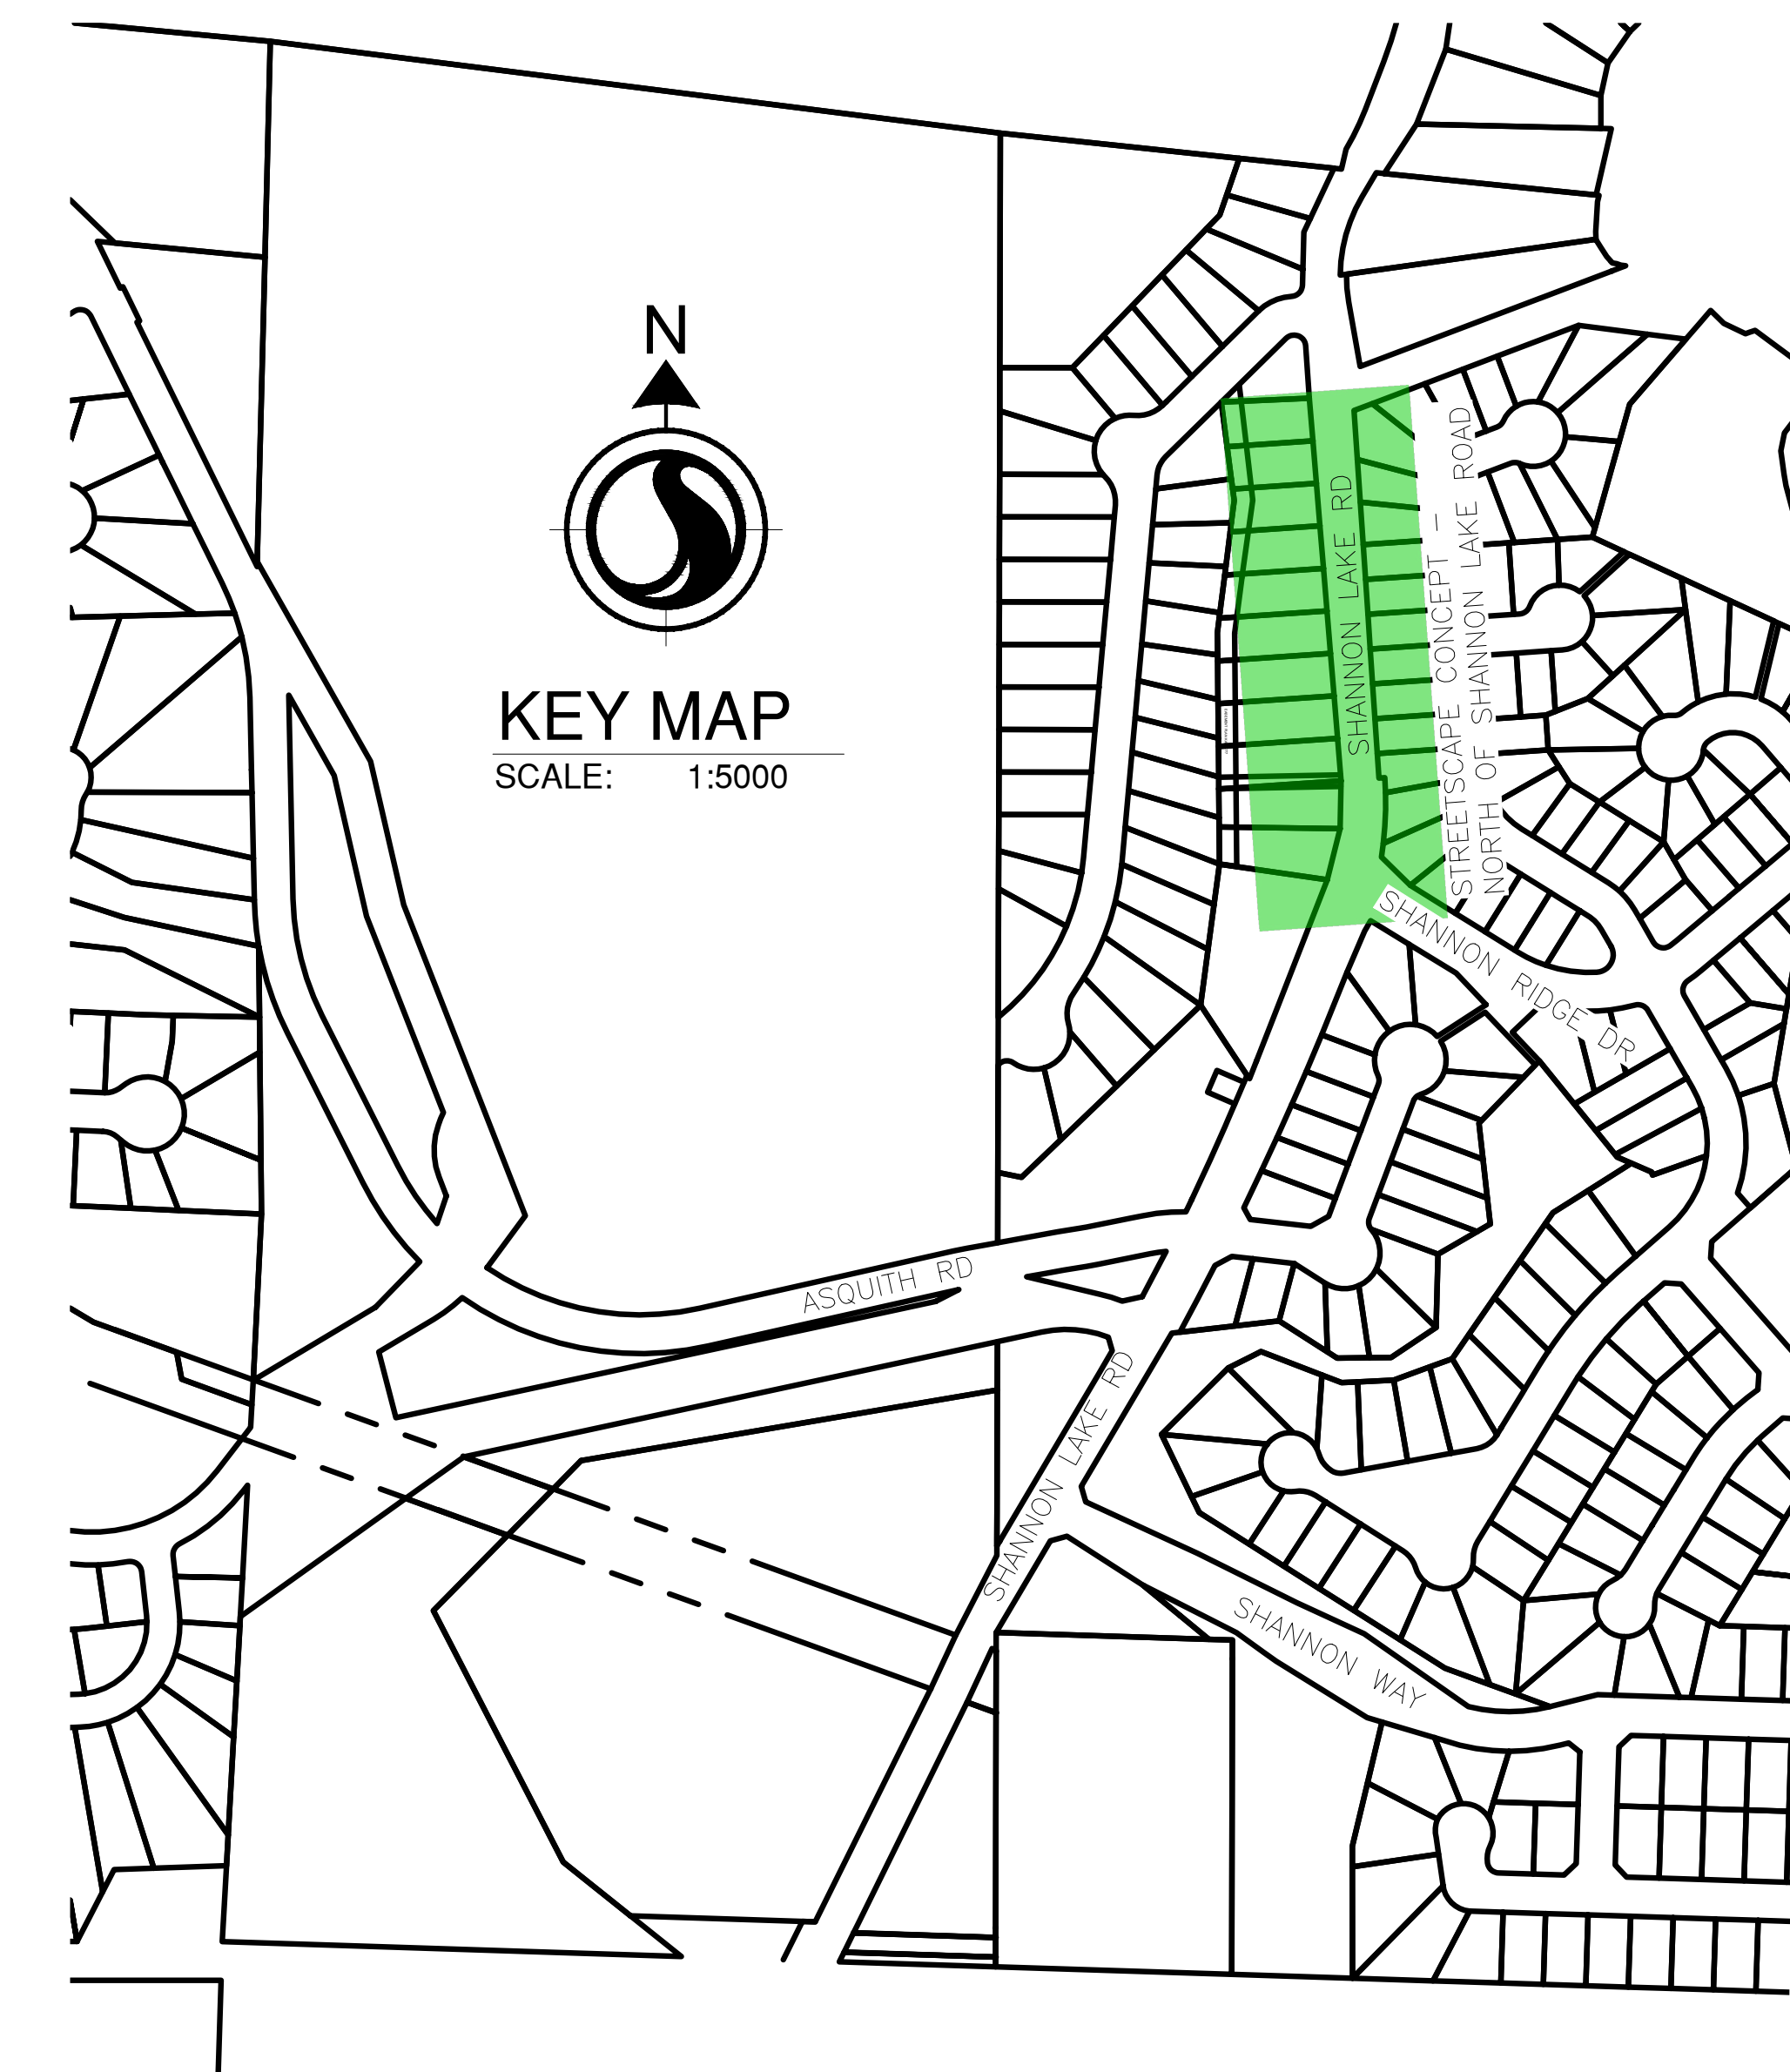 N
KEY MAP
SCALE: 1:5000
SHANNON LAKE RD
STREETSCAPE CONCEPT –
NORTH OF SHANNON LAKE ROAD
SHANNON RIDGE DR
ASQUITH RD
SHANNON LAKE RD
SHANNON WAY